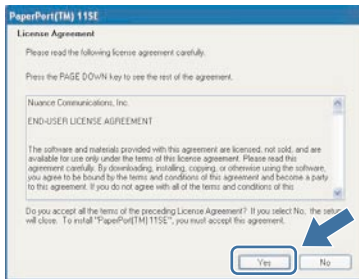 PaperPort(TM) 11SE
License Agreement
Please read the following license agreement carefully.
Press the PAGE DOWN key to see the rest of the agreement.
Nuance Communications, Inc.
END-USER LICENSE AGREEMENT
The software and materials provided with this agreement are licensed, not sold, and are
available for use only under the terms of this license agreement. Please read this
agreement carefully. By downloading, installing, copying, or otherwise using the software,
you agree to be bound by the terms and conditions of this agreement and become a party
to this agreement. If you do not agree with all of the terms and conditions of this
Do you accept all the terms of the preceding License Agreement? If you select No, the setup
will close. To install "PaperPort(TM) 11SE", you must accept this agreement.
Yes
No